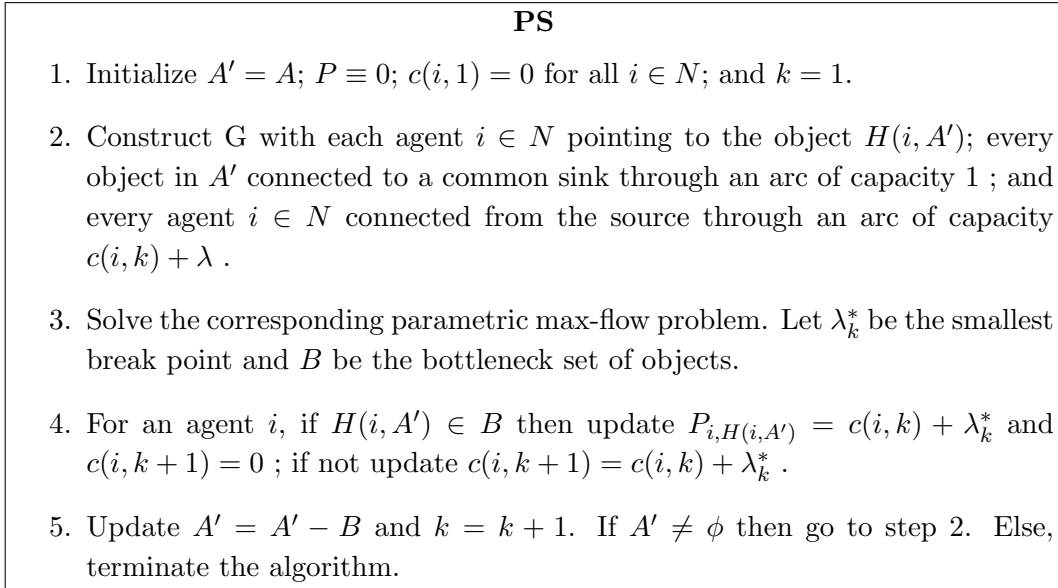 PS
1. Initialize A′ = A; P ≡ 0; c(i, 1) = 0 for all i ∈ N; and k = 1.
2. Construct G with each agent i ∈ N pointing to the object H(i, A′); every
object in A′ connected to a common sink through an arc of capacity 1 ; and
every agent i ∈ N connected from the source through an arc of capacity
c(i, k) + λ .
3. Solve the corresponding parametric max-flow problem. Let λ*ₖ be the smallest
break point and B be the bottleneck set of objects.
4. For an agent i, if H(i, A′) ∈ B then update P_{i,H(i,A′)} = c(i, k) + λ*ₖ and
c(i, k + 1) = 0 ; if not update c(i, k + 1) = c(i, k) + λ*ₖ .
5. Update A′ = A′ − B and k = k + 1. If A′ ≠ ϕ then go to step 2. Else,
terminate the algorithm.